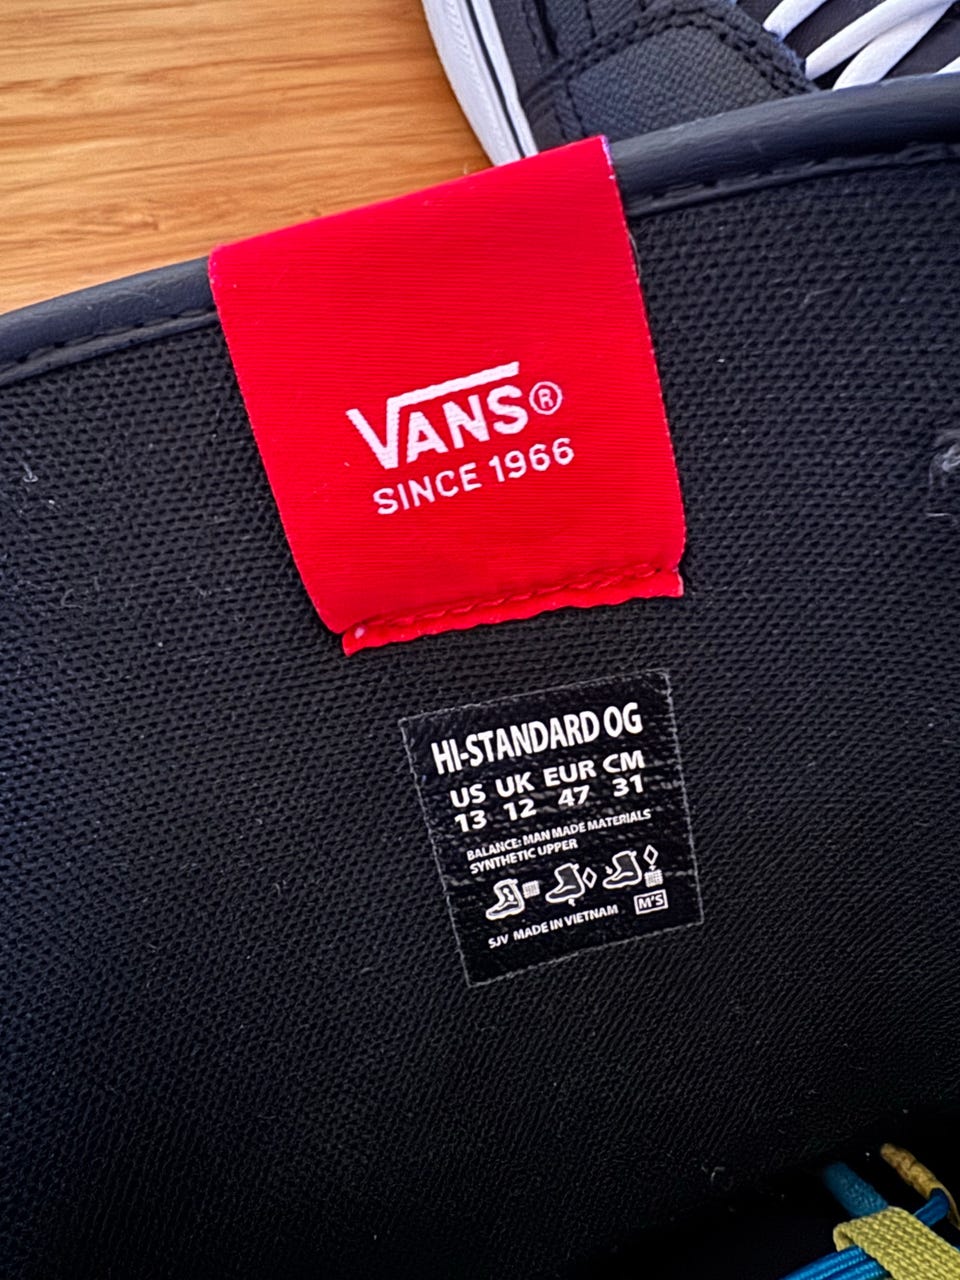 VANS®
SINCE 1966
HI-STANDARD OG
US UK EUR CM
13 12 47 31
BALANCE: MAN MADE MATERIALS
SYNTHETIC UPPER
SJV MADE IN VIETNAM M'S